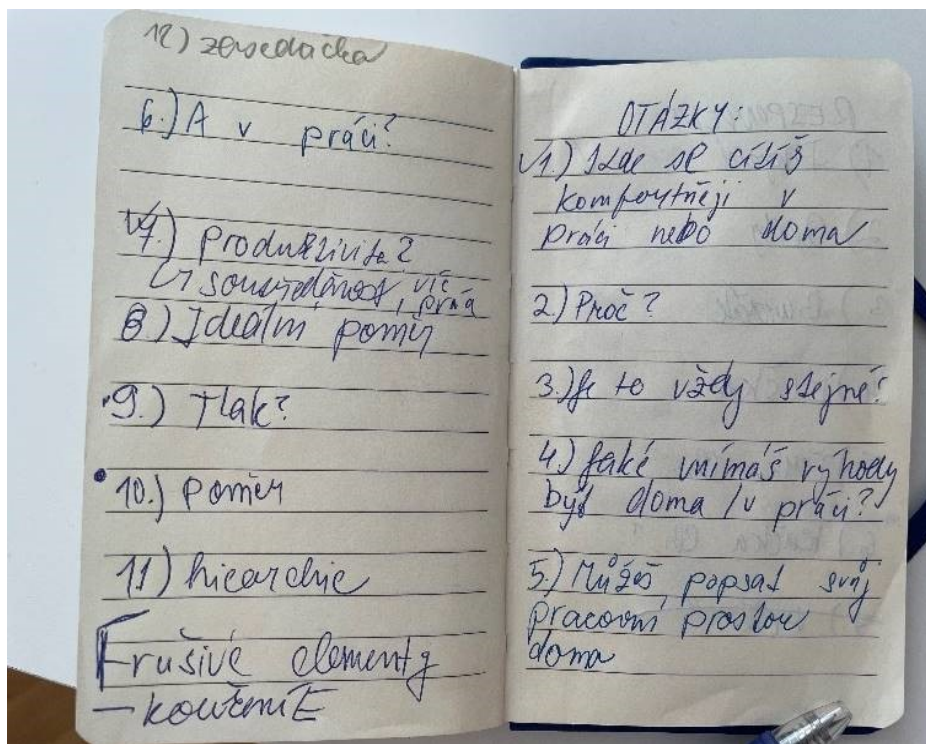 12) zasedačka
6.) A v práci?
7.) Produktivita?
↳ soustředěnost, víc práce
8.) Ideální poměr
9.) Tlak?
10.) poměr
11) hiearchie
rušivé elementy
– kouření
OTÁZKY:
1.) Kde se cítíš
komfortněji v
práci nebo doma
2.) Proč?
3.) Je to vždy stejné?
4.) Jaké vnímáš výhody
být doma / v práci?
5.) Můžeš popsat svůj
pracovní prostor
doma